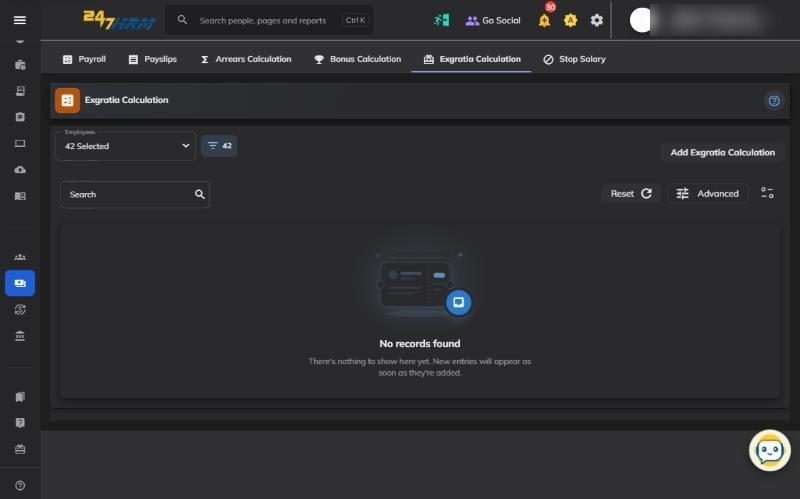 247HRM
Search people, pages and reports
Ctrl K
Go Social
30
A
Payroll
Payslips
Arrears Calculation
Bonus Calculation
Exgratia Calculation
Stop Salary
Exgratia Calculation
Employees
42 Selected
42
Add Exgratia Calculation
Search
Reset
Advanced
No records found
There's nothing to show here yet. New entries will appear as
soon as they're added.